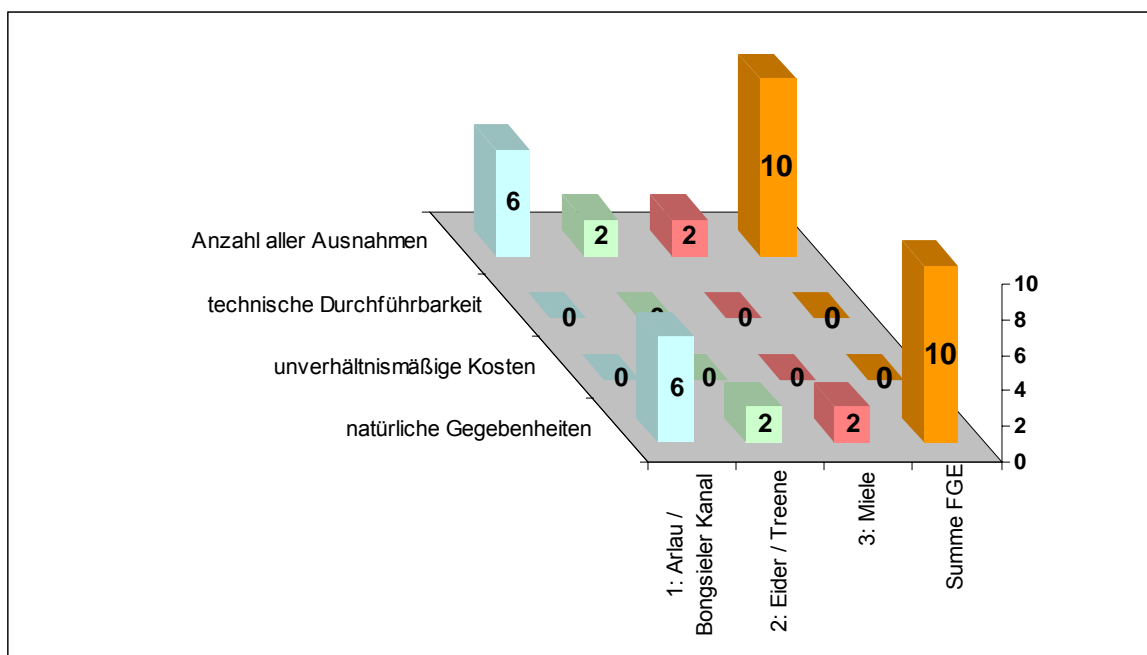 10
6
2
2
Anzahl aller Ausnahmen
technische Durchführbarkeit
0
0
0
0
unverhältnismäßige Kosten
0
0
0
0
natürliche Gegebenheiten
6
2
2
10
10
8
6
4
2
0
1: Arlau /
Bongsieler Kanal
2: Eider / Treene
3: Miele
Summe FGE